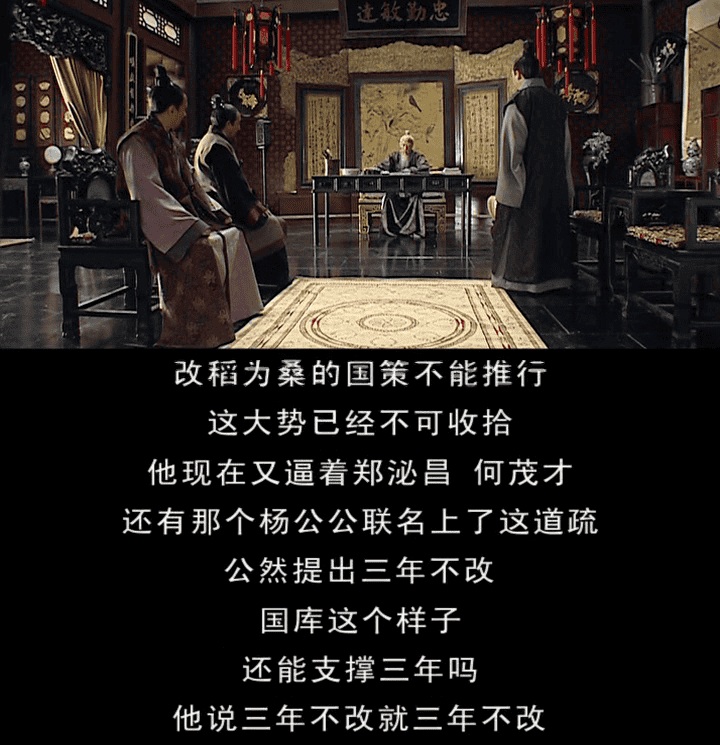 達敏勤忠
改稻为桑的国策不能推行
这大势已经不可收拾
他现在又逼着郑泌昌 何茂才
还有那个杨公公联名上了这道疏
公然提出三年不改
国库这个样子
还能支撑三年吗
他说三年不改就三年不改